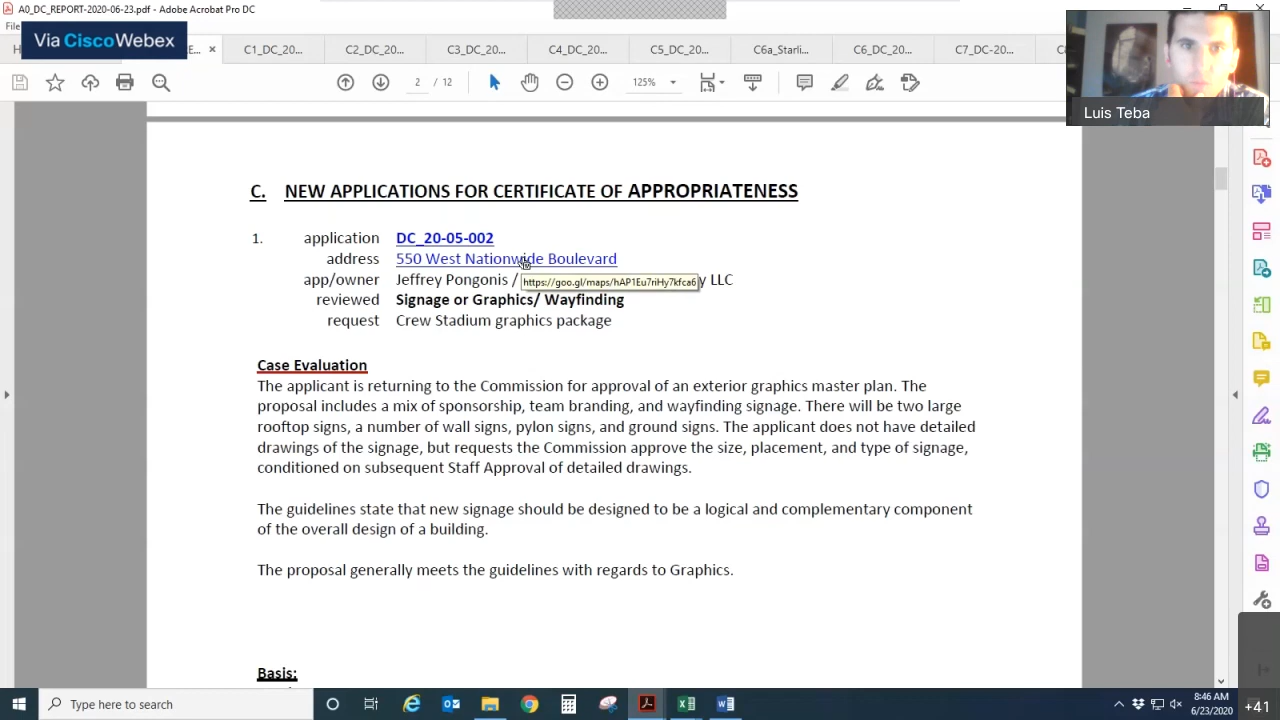 A0_DC_REPORT-2020-06-23.pdf - Adobe Acrobat Pro DC
Via CiscoWebex
C1_DC_20... C2_DC_20... C3_DC_20... C4_DC_20... C5_DC_20... C6a_Starli... C6_DC_20... C7_DC-20...
2 / 12 125%
Luis Teba
C. NEW APPLICATIONS FOR CERTIFICATE OF APPROPRIATENESS
1. application DC_20-05-002
address 550 West Nationwide Boulevard
app/owner Jeffrey Pongonis / y LLC
https://goo.gl/maps/hAP1Eu7riHy7kfca6
reviewed Signage or Graphics/ Wayfinding
request Crew Stadium graphics package
Case Evaluation
The applicant is returning to the Commission for approval of an exterior graphics master plan. The
proposal includes a mix of sponsorship, team branding, and wayfinding signage. There will be two large
rooftop signs, a number of wall signs, pylon signs, and ground signs. The applicant does not have detailed
drawings of the signage, but requests the Commission approve the size, placement, and type of signage,
conditioned on subsequent Staff Approval of detailed drawings.
The guidelines state that new signage should be designed to be a logical and complementary component
of the overall design of a building.
The proposal generally meets the guidelines with regards to Graphics.
Basis:
Type here to search
8:46 AM
6/23/2020
+41